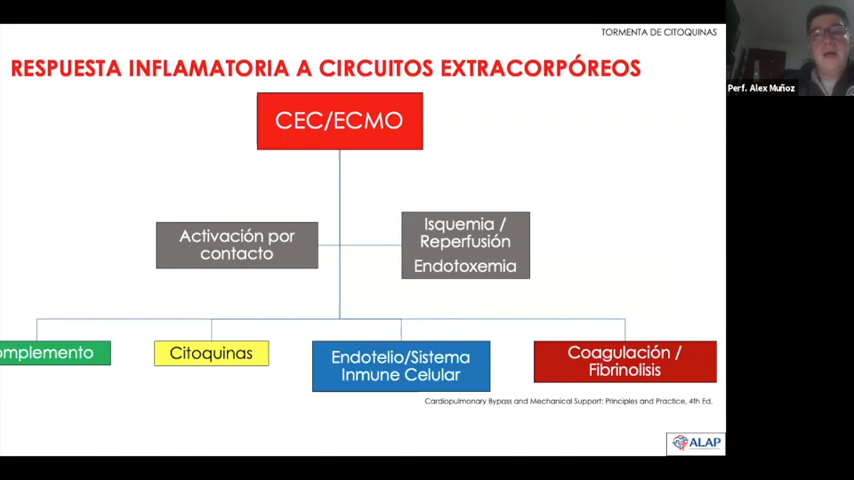 TORMENTA DE CITOQUINAS
RESPUESTA INFLAMATORIA A CIRCUITOS EXTRACORPÓREOS
Perf. Alex Muñoz
CEC/ECMO
Activación por
contacto
Isquemia /
Reperfusión
Endotoxemia
omplemento
Citoquinas
Endotelio/Sistema
Inmune Celular
Coagulación /
Fibrinolisis
Cardiopulmonary Bypass and Mechanical Support: Principles and Practice, 4th Ed.
ALAP